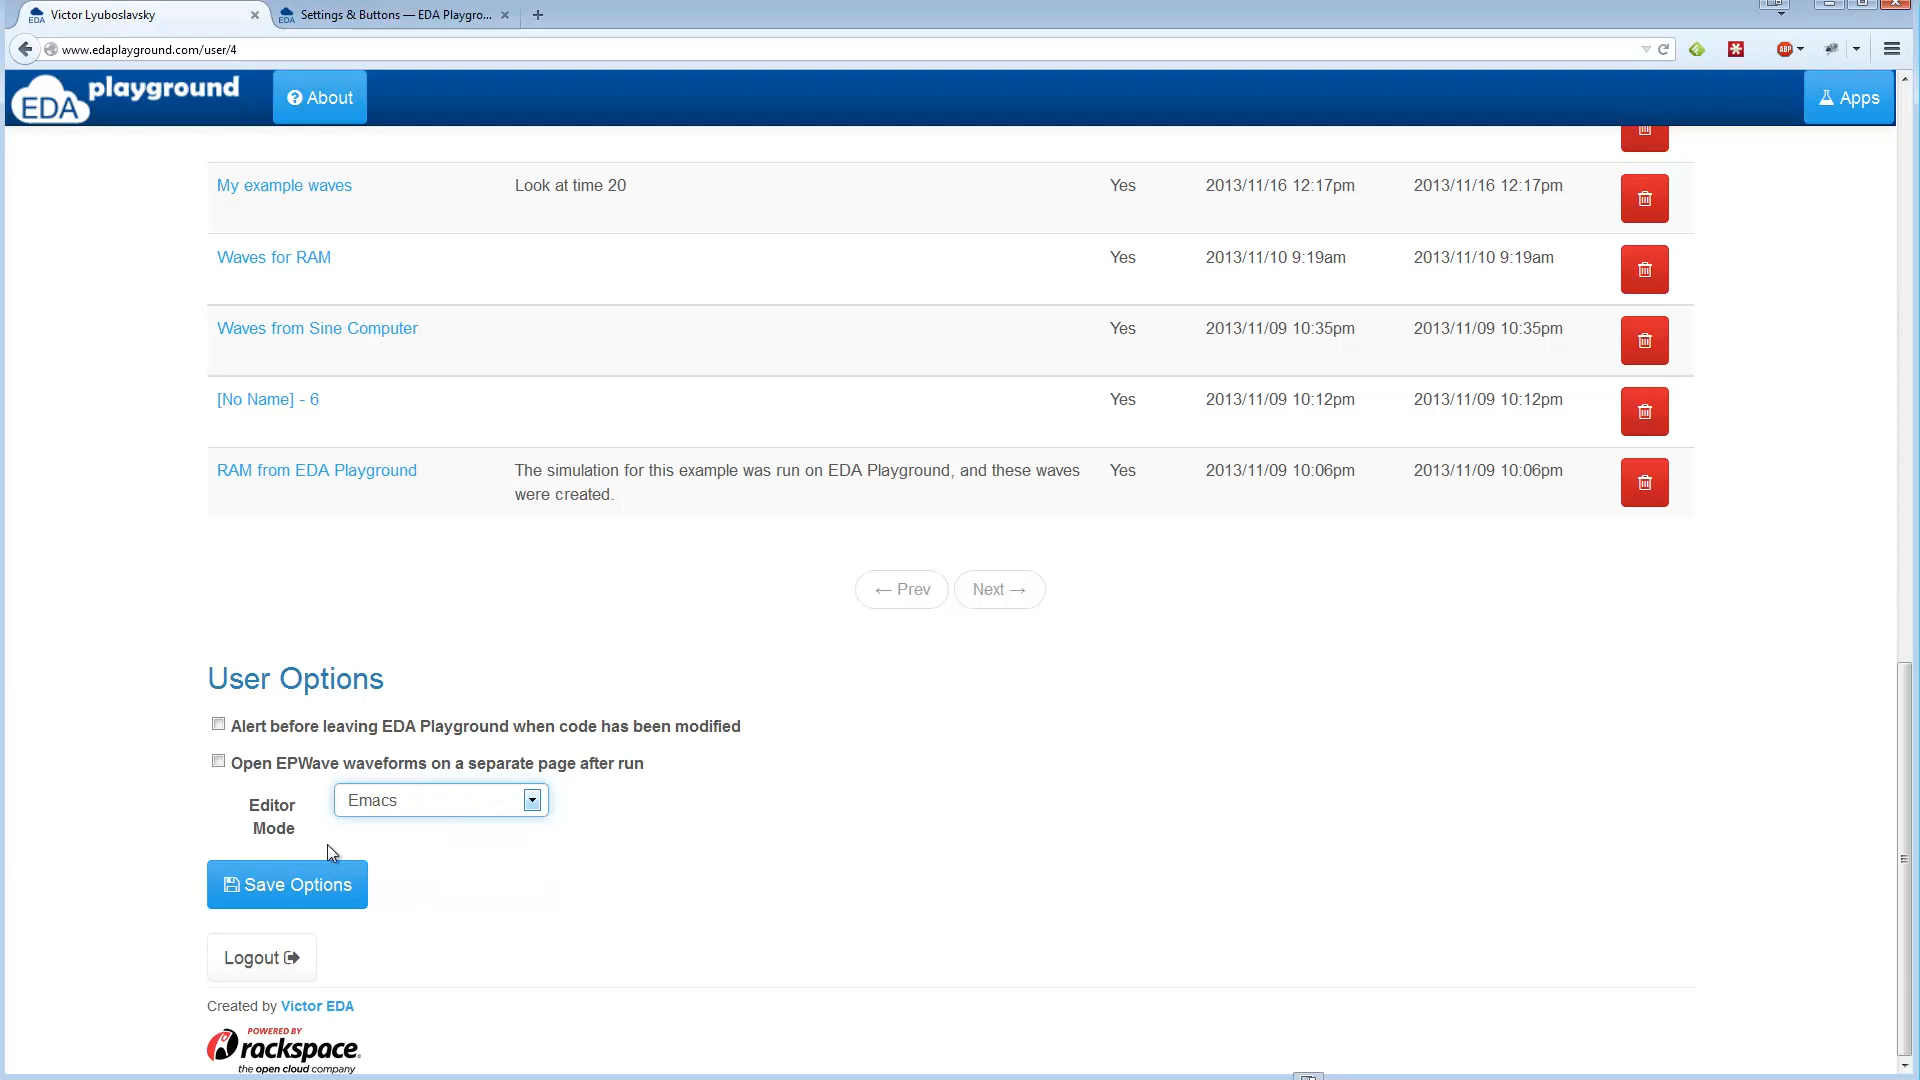 Victor Lyuboslavsky
Settings & Buttons — EDA Playgro...
www.edaplayground.com/user/4
ABP
EDA playground
About
Apps
My example waves Look at time 20 Yes 2013/11/16 12:17pm 2013/11/16 12:17pm
Waves for RAM Yes 2013/11/10 9:19am 2013/11/10 9:19am
Waves from Sine Computer Yes 2013/11/09 10:35pm 2013/11/09 10:35pm
[No Name] - 6 Yes 2013/11/09 10:12pm 2013/11/09 10:12pm
RAM from EDA Playground The simulation for this example was run on EDA Playground, and these waves Yes 2013/11/09 10:06pm 2013/11/09 10:06pm
were created.
← Prev Next →
User Options
Alert before leaving EDA Playground when code has been modified
Open EPWave waveforms on a separate page after run
Editor
Mode
Emacs
Save Options
Logout
Created by Victor EDA
POWERED BY
rackspace.
the open cloud company